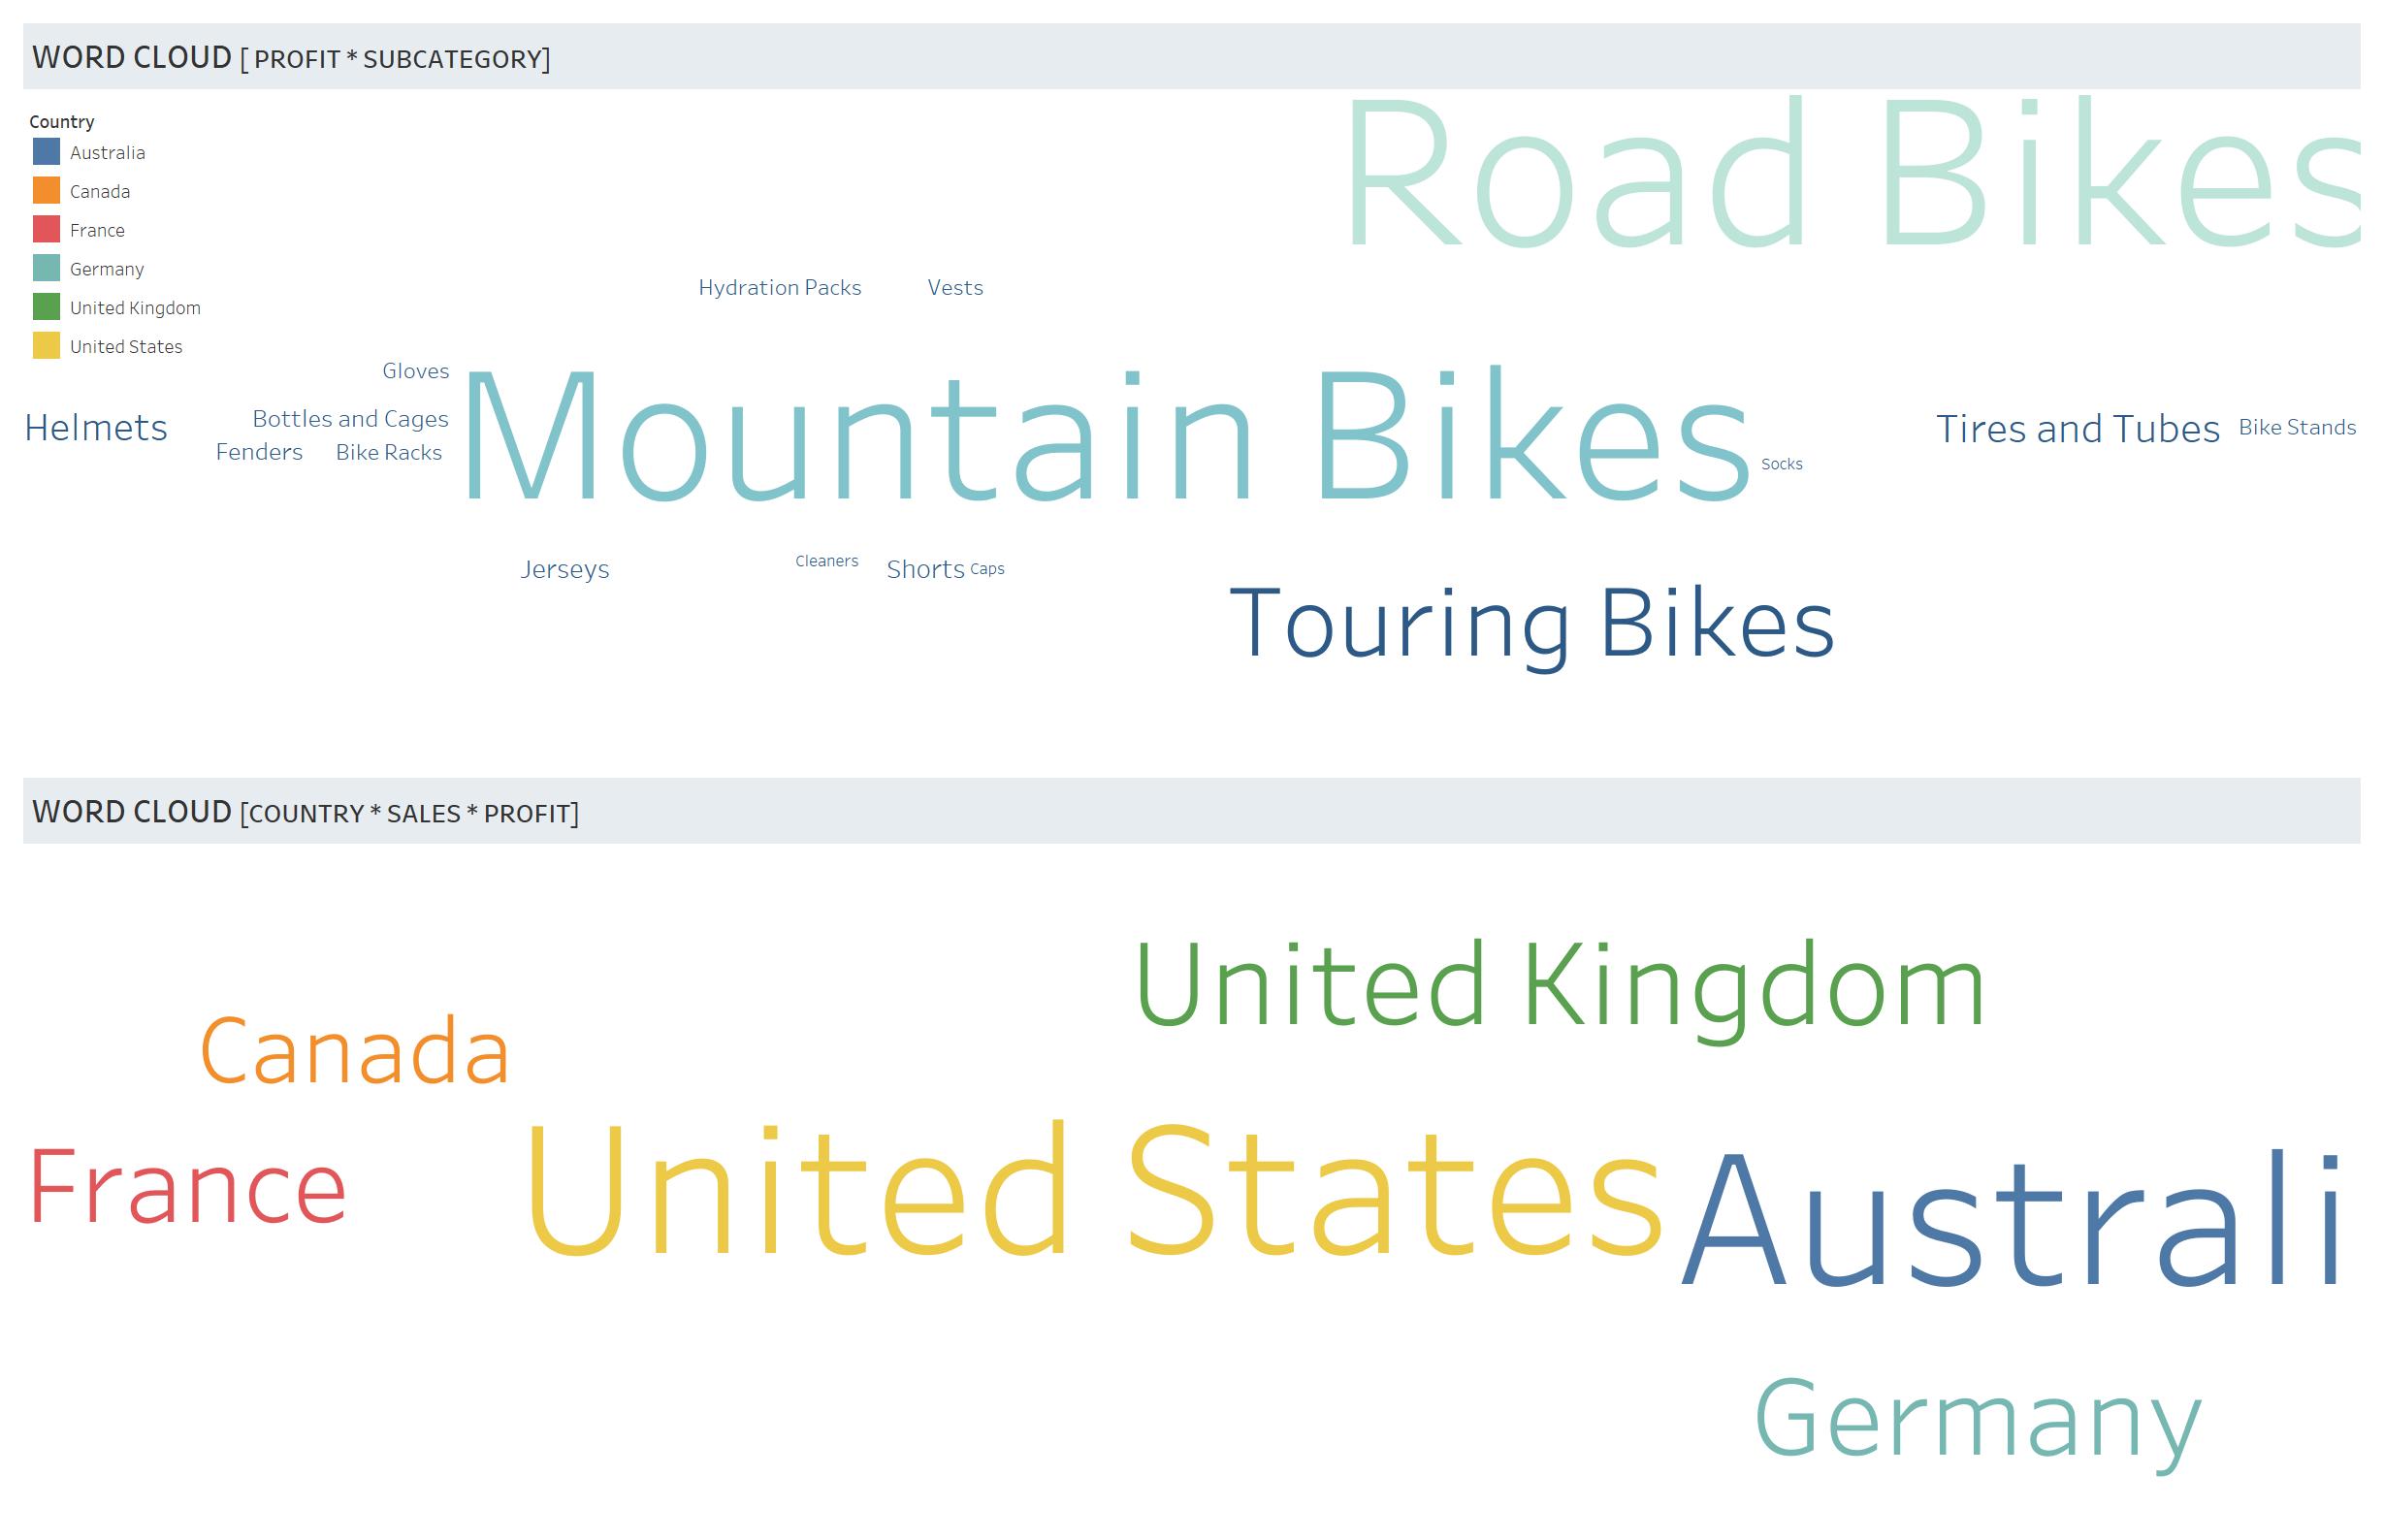 WORD CLOUD [ PROFIT * SUBCATEGORY]
Country
Australia
Canada
France
Germany
United Kingdom
United States
Road Bikes
Hydration Packs Vests
Gloves
Mountain Bikes
Helmets
Bottles and Cages
Fenders Bike Racks
Socks
Tires and Tubes Bike Stands
Jerseys Cleaners Shorts Caps
Touring Bikes
WORD CLOUD [COUNTRY * SALES * PROFIT]
United Kingdom
Canada
France
United States
Australi
Germany